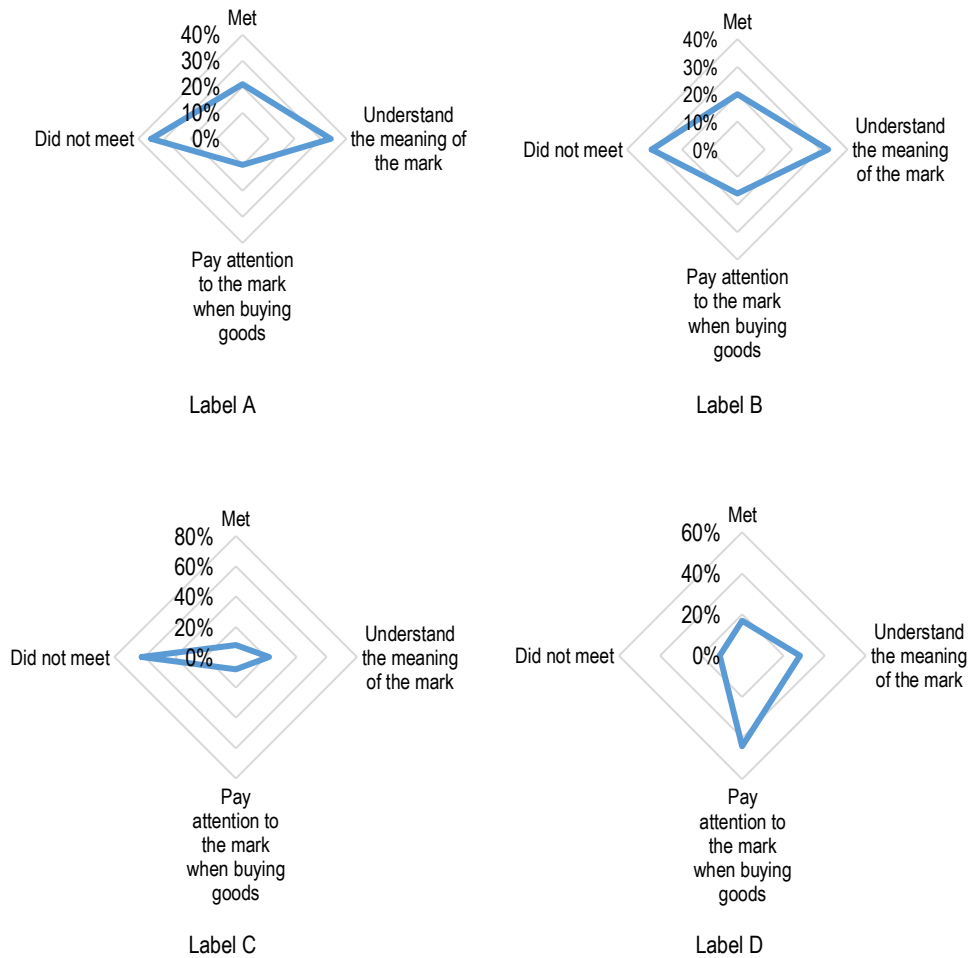 Met
40%
30%
20%
10%
0%
Did not meet
Understand
the meaning of
the mark
Pay attention
to the mark
when buying
goods
Label A
Met
40%
30%
20%
10%
0%
Did not meet
Understand
the meaning
of the mark
Pay attention
to the mark
when buying
goods
Label B
Met
80%
60%
40%
20%
0%
Did not meet
Understand
the meaning
of the mark
Pay
attention to
the mark
when buying
goods
Label C
Met
60%
40%
20%
0%
Did not meet
Understand
the meaning
of the mark
Pay
attention to
the mark
when buying
goods
Label D